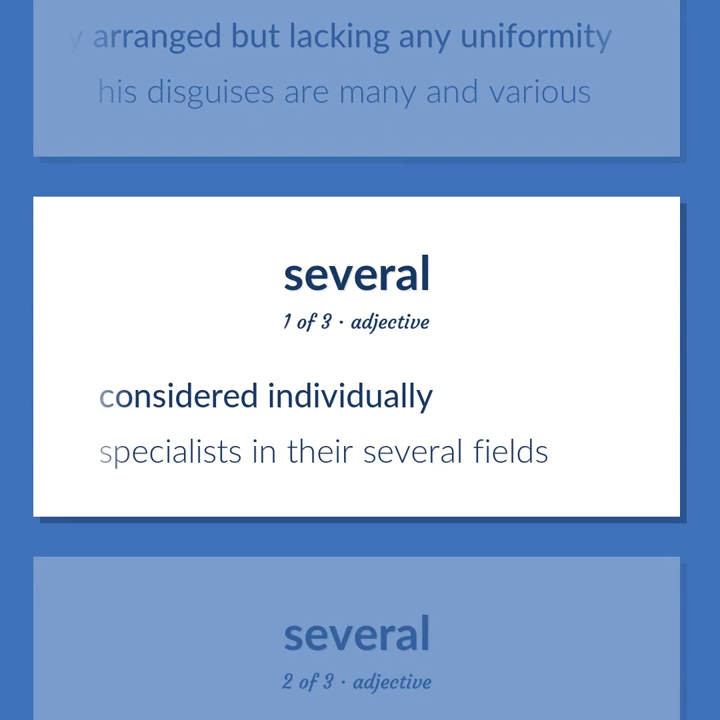 arranged but lacking any uniformity
his disguises are many and various
several
1 of 3 · adjective
considered individually
specialists in their several fields
several
2 of 3 · adjective